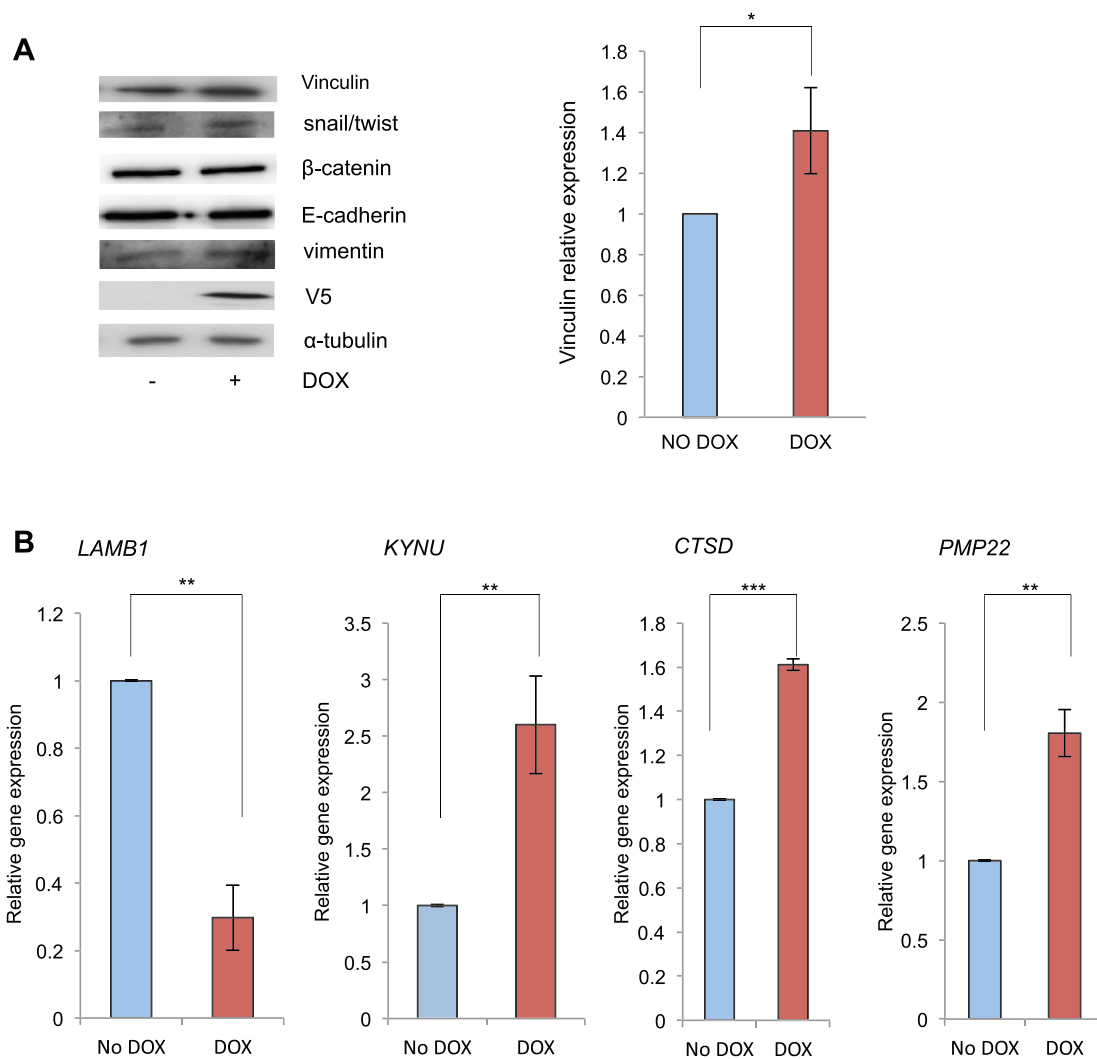 A
Vinculin
snail/twist
β-catenin
E-cadherin
vimentin
V5
α-tubulin
- + DOX
*
Vinculin relative expression
1.8
1.6
1.4
1.2
1
0.8
0.6
0.4
0.2
0
NO DOX DOX
B
LAMB1
**
Relative gene expression
1.2
1
0.8
0.6
0.4
0.2
0
No DOX DOX
KYNU
**
Relative gene expression
3.5
3
2.5
2
1.5
1
0.5
0
No DOX DOX
CTSD
***
Relative gene expression
1.8
1.6
1.4
1.2
1
0.8
0.6
0.4
0.2
0
No DOX DOX
PMP22
**
Relative gene expression
2.5
2
1.5
1
0.5
0
No DOX DOX